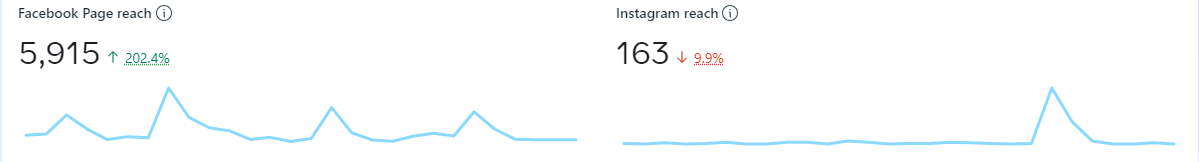 Facebook Page reach
5,915 ↑ 202.4%
Instagram reach
163 ↓ 9.9%